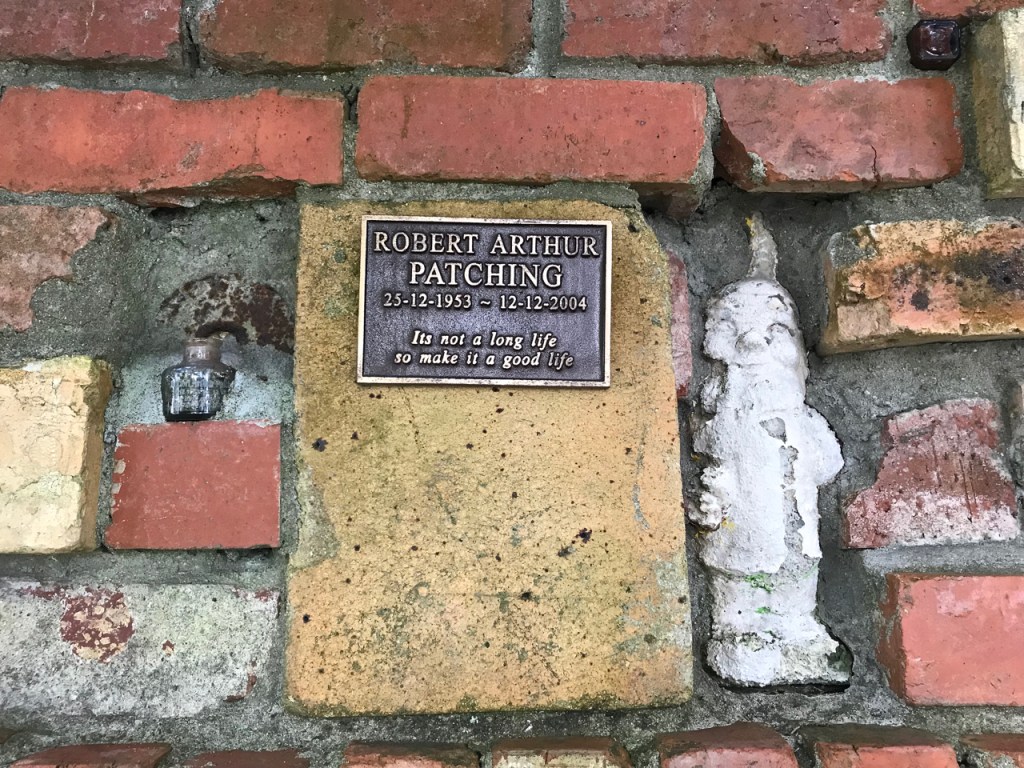 ROBERT ARTHUR
PATCHING
25-12-1953 ~ 12-12-2004
Its not a long life
so make it a good life